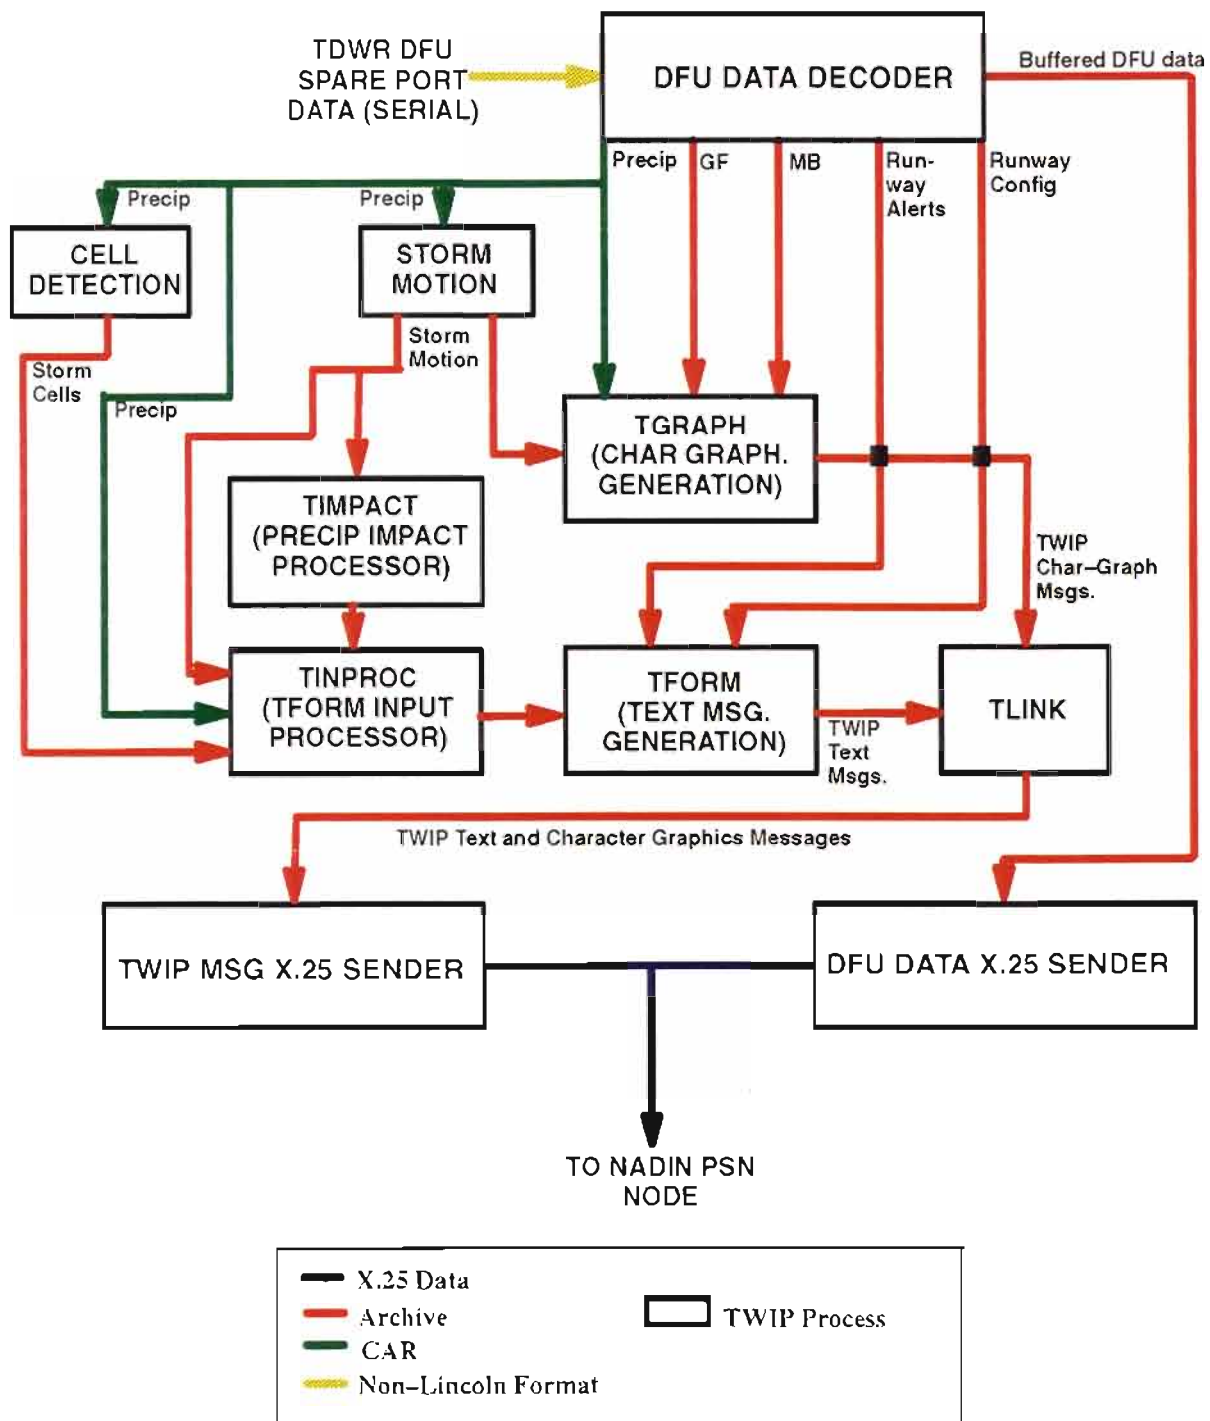 TDWR DFU
SPARE PORT
DATA (SERIAL)
DFU DATA DECODER
Buffered DFU data
Precip
GF
MB
Run-
way
Alerts
Runway
Config
Precip
Precip
CELL
DETECTION
STORM
MOTION
Storm
Motion
Storm
Cells
Precip
TGRAPH
(CHAR GRAPH.
GENERATION)
TIMPACT
(PRECIP IMPACT
PROCESSOR)
TWIP
Char–Graph
Msgs.
TINPROC
(TFORM INPUT
PROCESSOR)
TFORM
(TEXT MSG.
GENERATION)
TWIP
Text
Msgs.
TLINK
TWIP Text and Character Graphics Messages
TWIP MSG X.25 SENDER
DFU DATA X.25 SENDER
TO NADIN PSN
NODE
X.25 Data
Archive
CAR
Non–Lincoln Format
TWIP Process